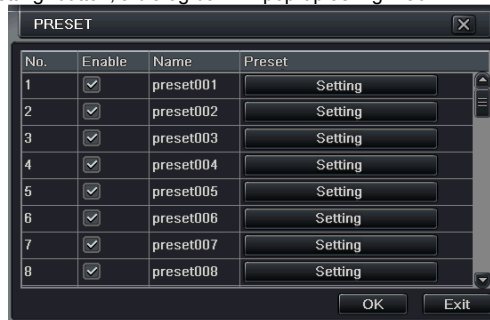 PRESET
No. Enable Name Preset
1 preset001 Setting
2 preset002 Setting
3 preset003 Setting
4 preset004 Setting
5 preset005 Setting
6 preset006 Setting
7 preset007 Setting
8 preset008 Setting
OK Exit